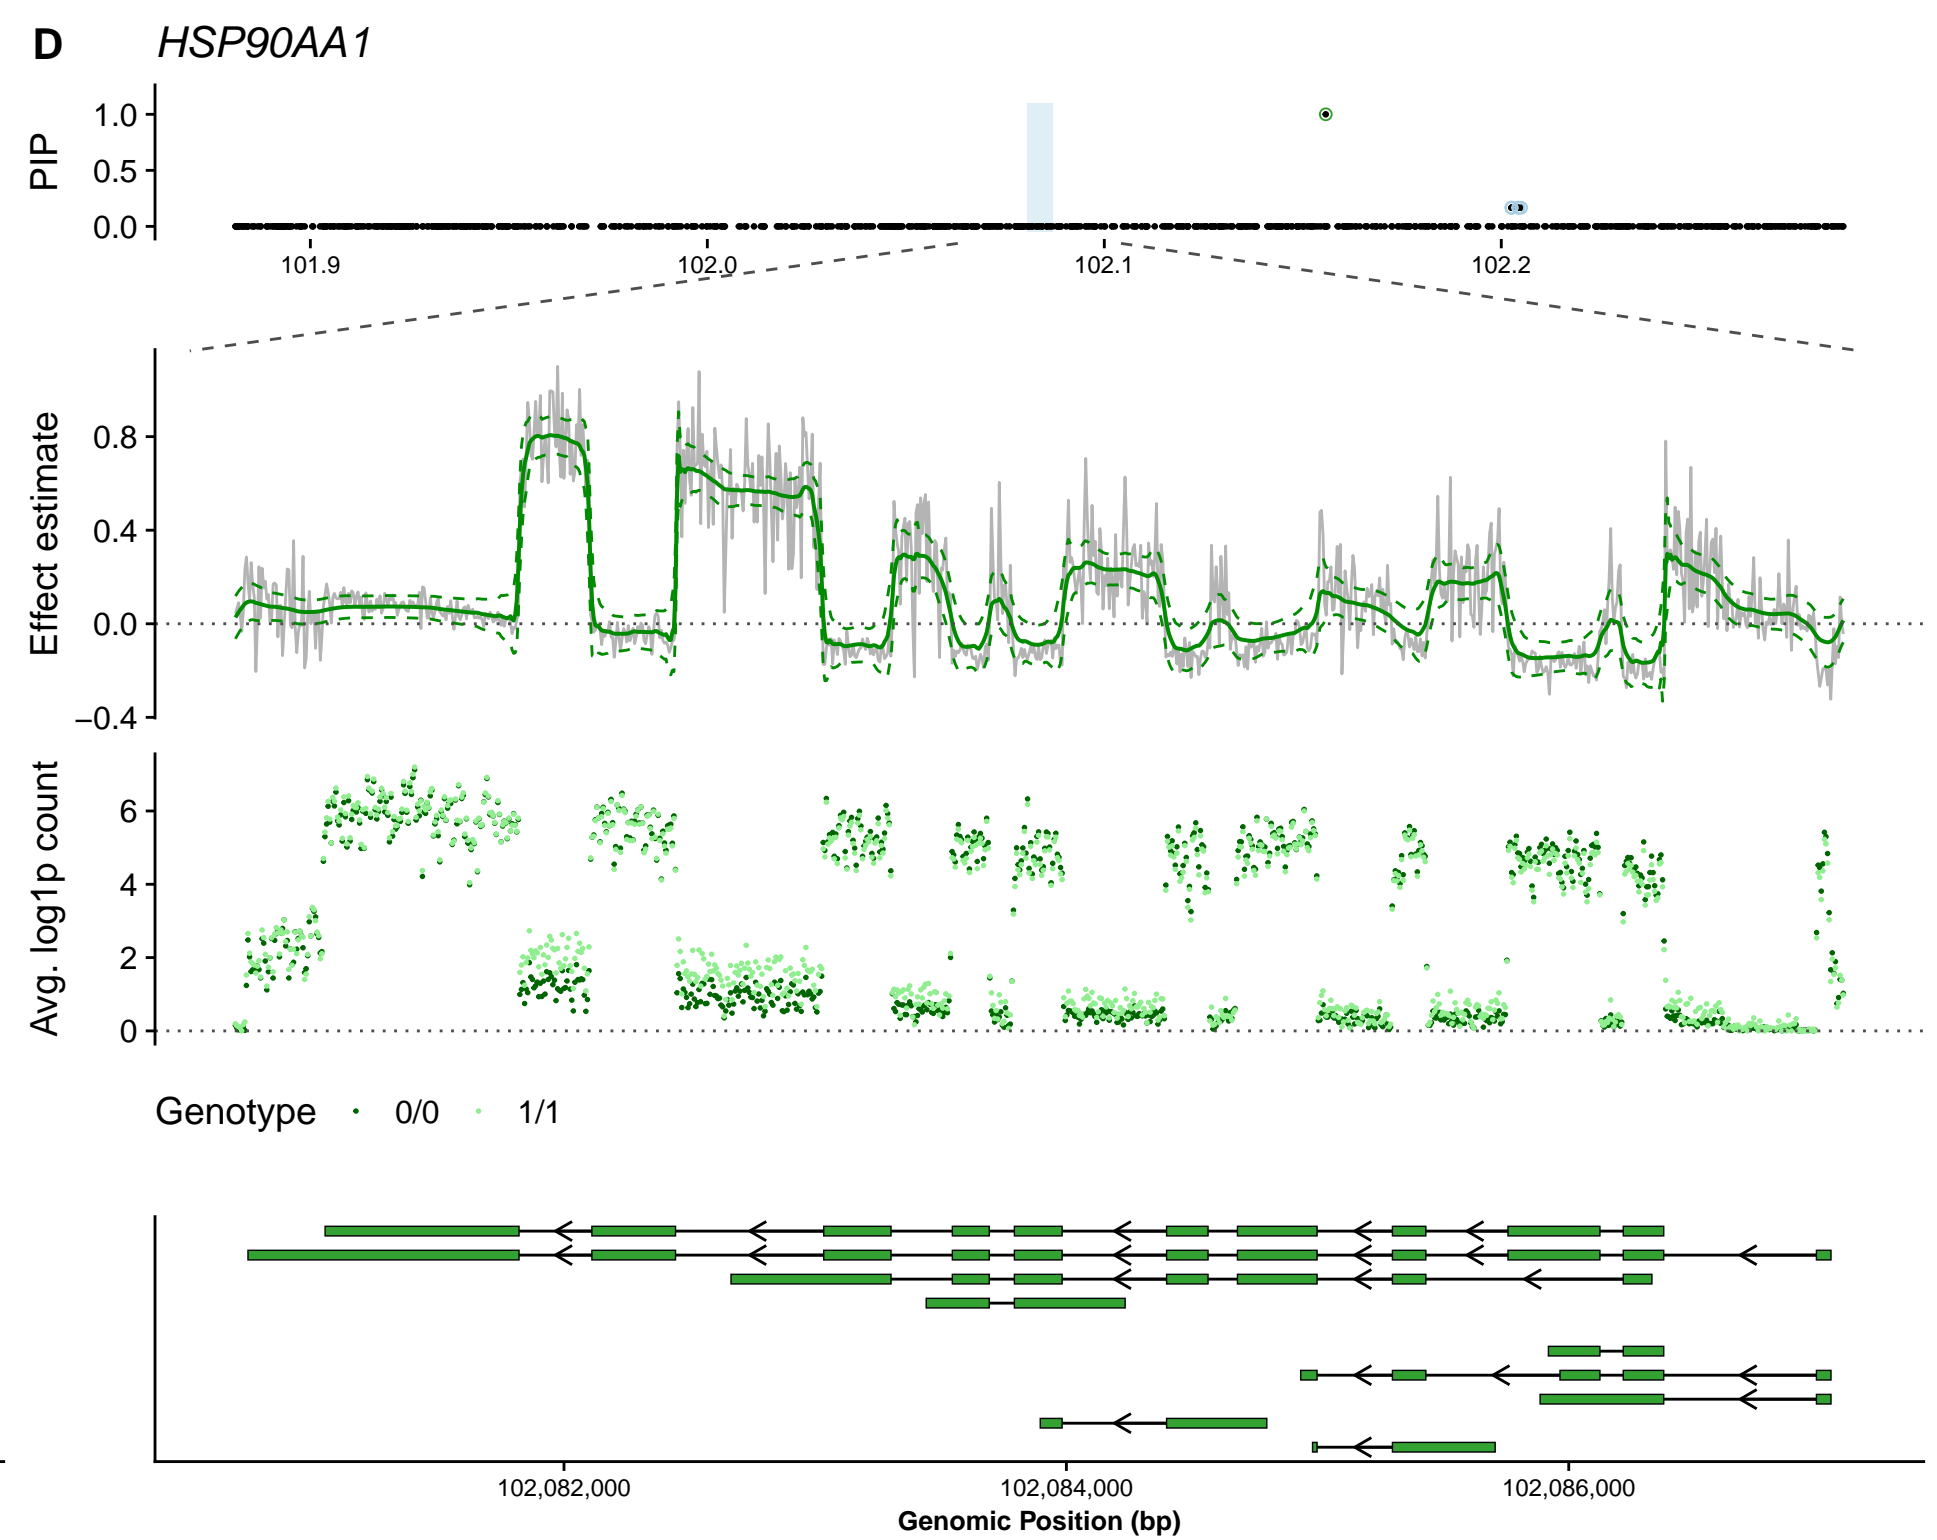 D HSP90AA1
PIP
1.0
0.5
0.0
101.9 102.0 102.1 102.2
Effect estimate
0.8
0.4
0.0
−0.4
Avg. log1p count
6
4
2
0
Genotype 0/0 1/1
102,082,000 102,084,000 102,086,000
Genomic Position (bp)